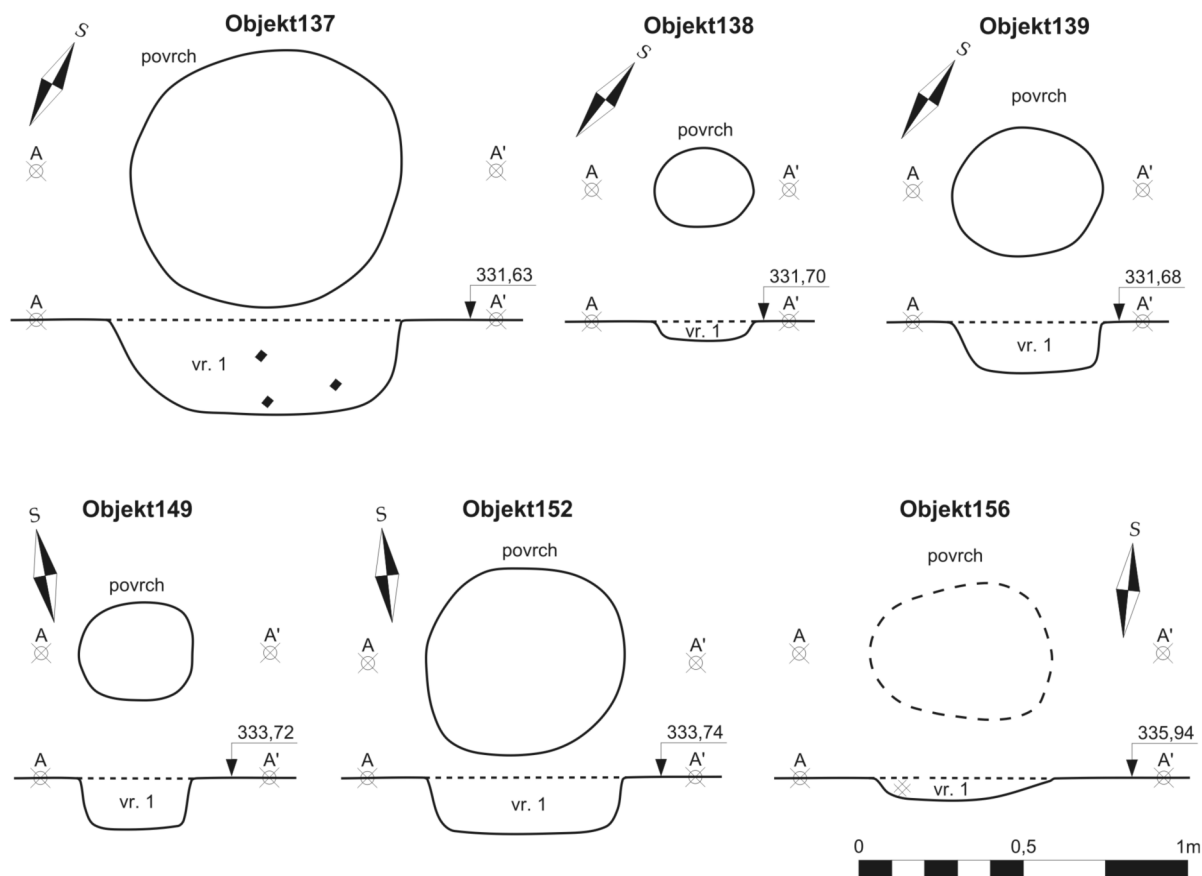 Objekt137
S
povrch
A
A'
331,63
A
A'
vr. 1
Objekt138
S
povrch
A
A'
331,70
A
A'
vr. 1
Objekt139
S
povrch
A
A'
331,68
A
A'
vr. 1
Objekt149
S
povrch
A
A'
333,72
A
A'
vr. 1
Objekt152
S
povrch
A
A'
333,74
A
A'
vr. 1
Objekt156
S
povrch
A
A'
335,94
A
A'
vr. 1
0 0,5 1m